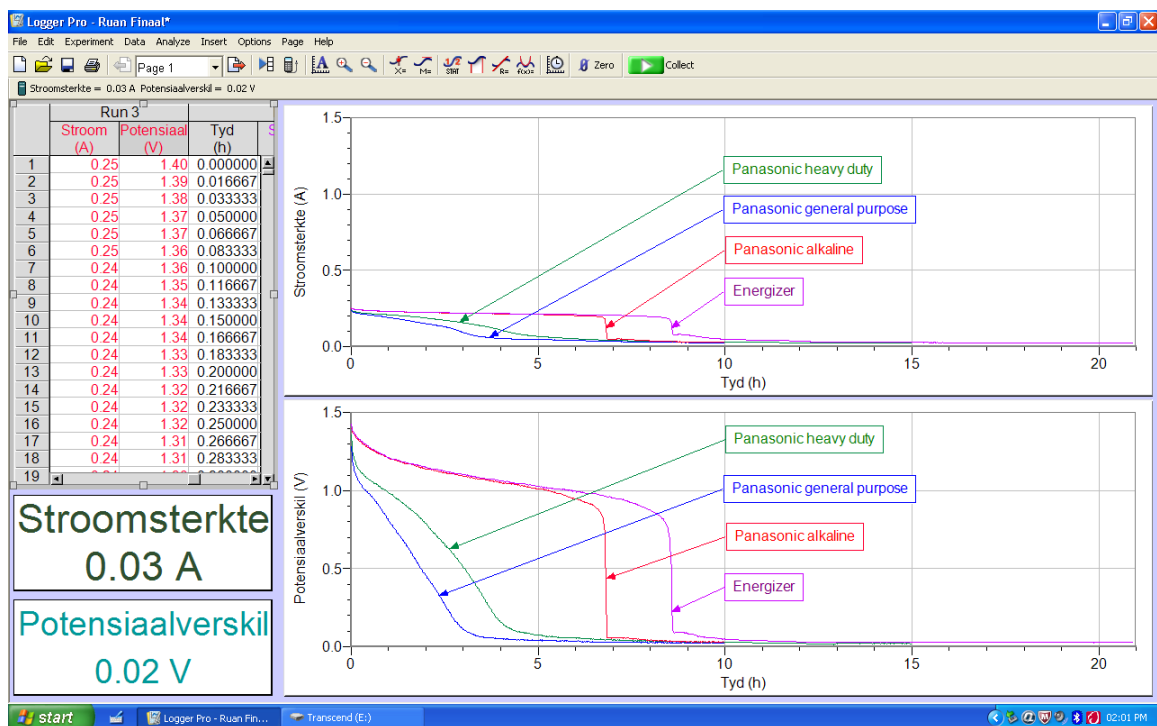 Logger Pro - Ruan Finaal*
File Edit Experiment Data Analyze Insert Options Page Help
Page 1 X= M= STAT R= f(x)= Zero Collect
Stroomsterkte = 0.03 A Potensiaalverskil = 0.02 V
Run 3
Stroom Potensiaal Tyd S
(A) (V) (h)
1 0.25 1.40 0.000000
2 0.25 1.39 0.016667
3 0.25 1.38 0.033333
4 0.25 1.37 0.050000
5 0.25 1.37 0.066667
6 0.25 1.36 0.083333
7 0.24 1.36 0.100000
8 0.24 1.35 0.116667
9 0.24 1.34 0.133333
10 0.24 1.34 0.150000
11 0.24 1.34 0.166667
12 0.24 1.33 0.183333
13 0.24 1.33 0.200000
14 0.24 1.32 0.216667
15 0.24 1.32 0.233333
16 0.24 1.32 0.250000
17 0.24 1.31 0.266667
18 0.24 1.31 0.283333
19
Stroomsterkte
0.03 A
Potensiaalverskil
0.02 V
Stroomsterkte (A)
1.5
1.0
0.5
0.0
Panasonic heavy duty
Panasonic general purpose
Panasonic alkaline
Energizer
0 5 10 15 20
Tyd (h)
Potensiaalverskil (V)
1.5
1.0
0.5
0.0
Panasonic heavy duty
Panasonic general purpose
Panasonic alkaline
Energizer
0 5 10 15 20
Tyd (h)
start Logger Pro - Ruan Fin... Transcend (E:) 02:01 PM